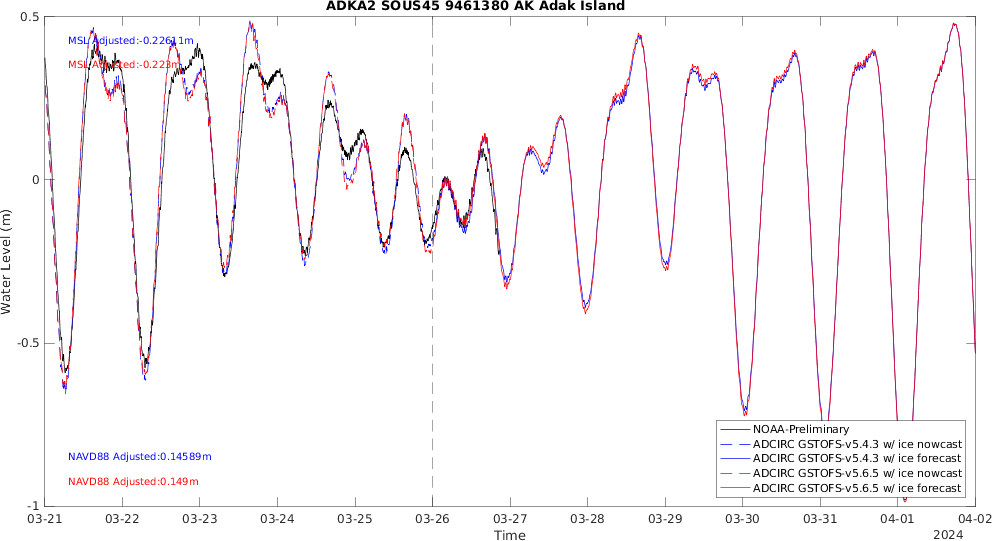 ADKA2 SOUS45 9461380 AK Adak Island
0.5
MSL Adjusted:-0.22611m
MSL Adjusted:-0.223m
0
-0.5
-1
Water Level (m)
NAVD88 Adjusted:0.14589m
NAVD88 Adjusted:0.149m
NOAA-Preliminary
ADCIRC GSTOFS-v5.4.3 w/ ice nowcast
ADCIRC GSTOFS-v5.4.3 w/ ice forecast
ADCIRC GSTOFS-v5.6.5 w/ ice nowcast
ADCIRC GSTOFS-v5.6.5 w/ ice forecast
03-21 03-22 03-23 03-24 03-25 03-26 03-27 03-28 03-29 03-30 03-31 04-01 04-02
Time
2024